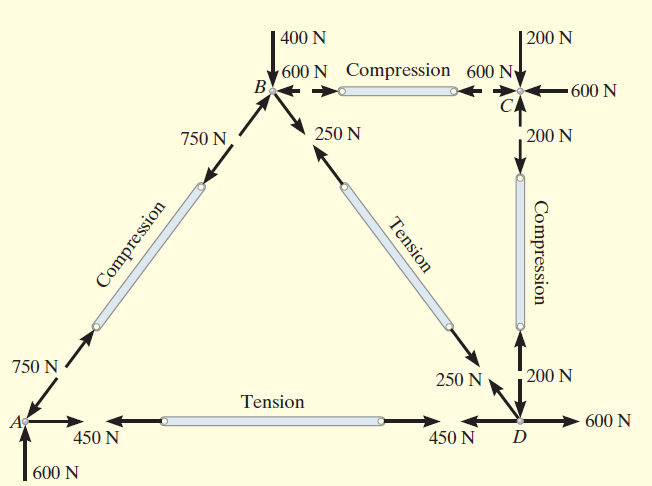 400 N
200 N
600 N
Compression
600 N
B
600 N
C
750 N
250 N
200 N
Compression
Tension
Compression
750 N
250 N
200 N
Tension
A
450 N
450 N
D
600 N
600 N